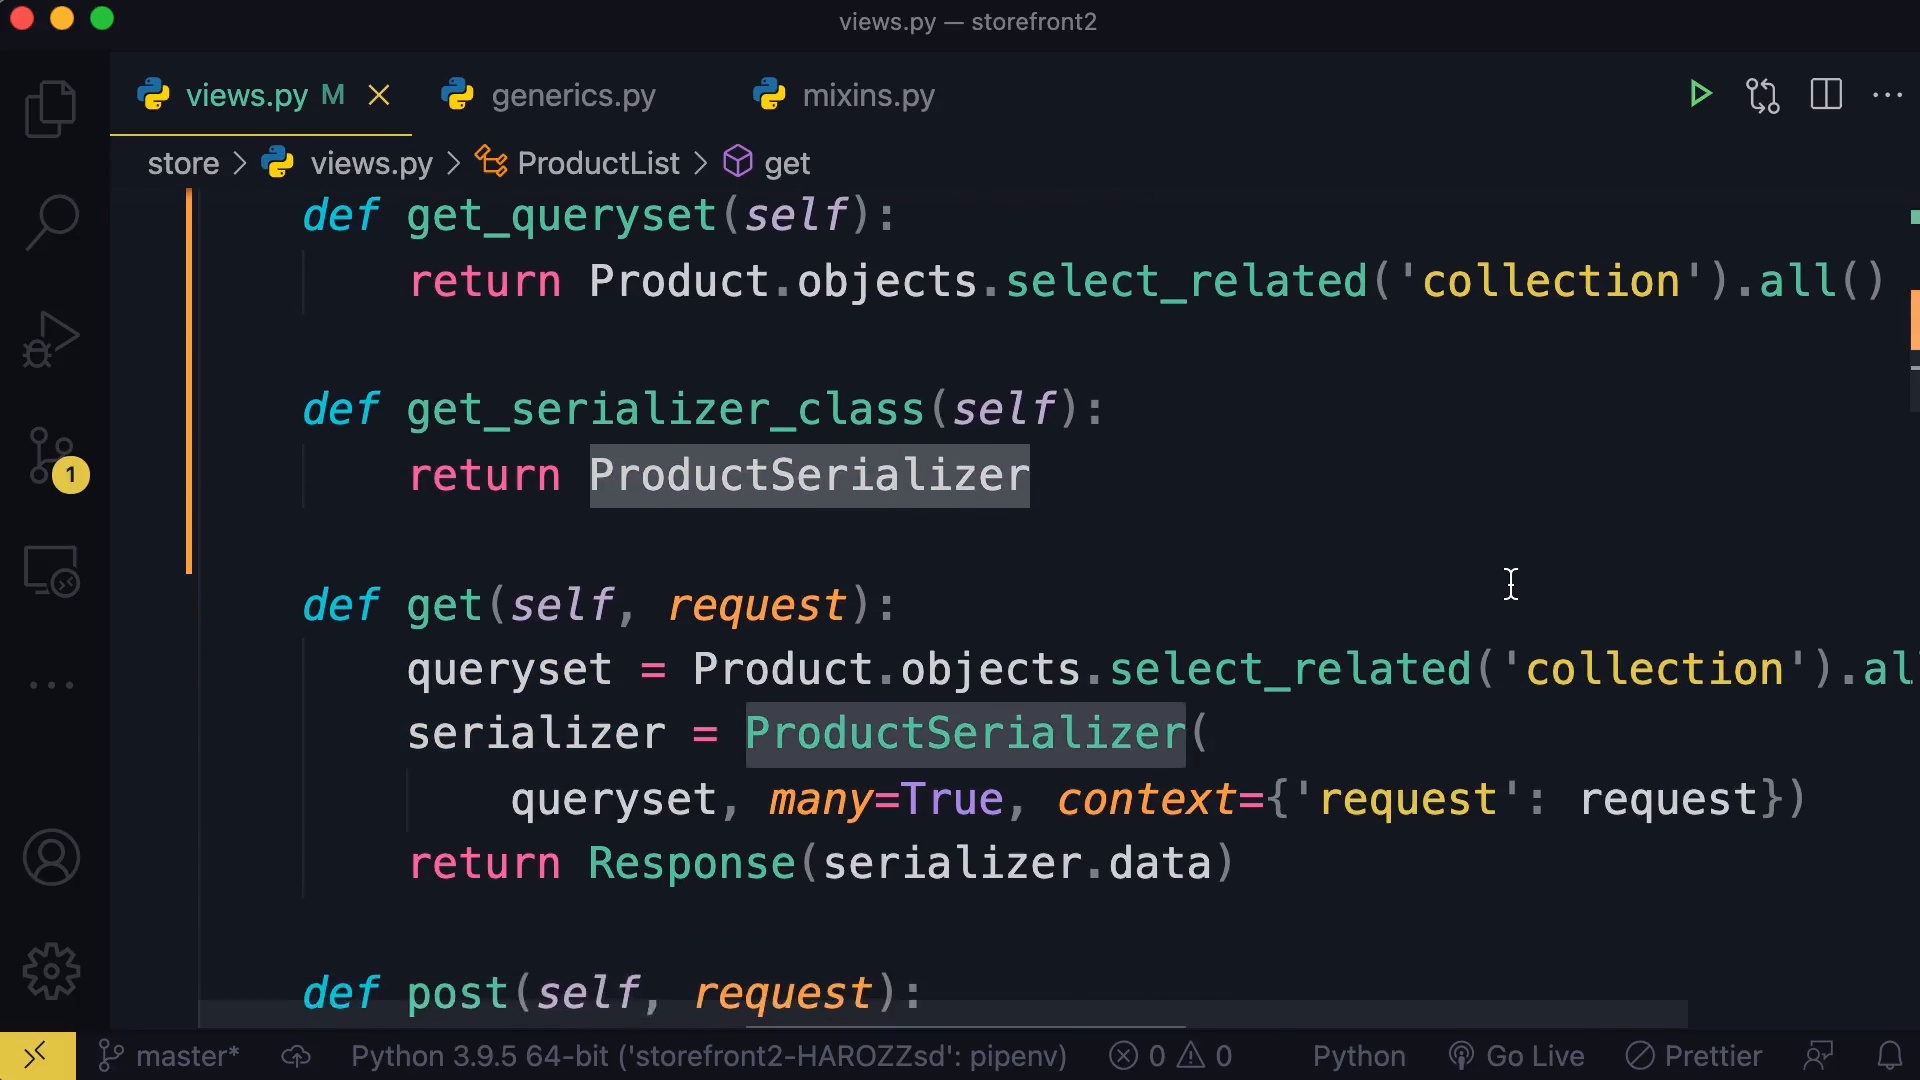 views.py — storefront2
views.py M generics.py mixins.py
store > views.py > ProductList > get
def get_queryset(self):
return Product.objects.select_related('collection').all()
def get_serializer_class(self):
return ProductSerializer
def get(self, request):
queryset = Product.objects.select_related('collection').al
serializer = ProductSerializer(
queryset, many=True, context={'request': request})
return Response(serializer.data)
def post(self, request):
1
master* Python 3.9.5 64-bit ('storefront2-HAROZZsd': pipenv) 0 0 Python Go Live Prettier